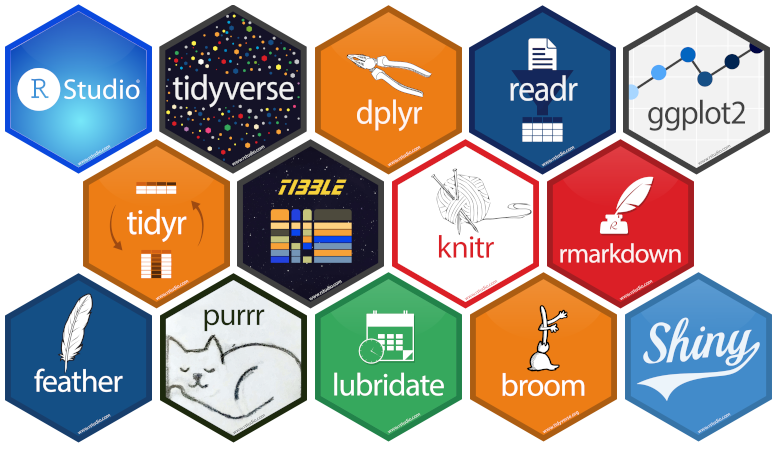 R Studio®
www.rstudio.com
tidyverse
www.rstudio.com
dplyr
www.rstudio.com
readr
www.rstudio.com
ggplot2
www.rstudio.com
tidyr
www.rstudio.com
TIBBLE
www.rstudio.com
knitr
www.rstudio.com
R
rmarkdown
www.rstudio.com
feather
www.rstudio.com
purrr
www.rstudio.com
lubridate
www.rstudio.com
broom
www.tidyverse.org
Shiny
www.rstudio.com